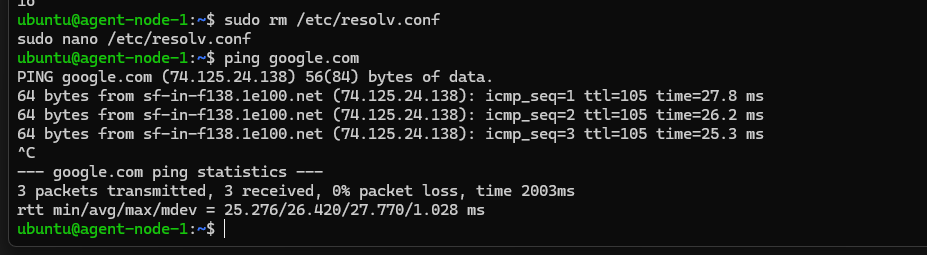 ubuntu@agent-node-1:~$ sudo rm /etc/resolv.conf
sudo nano /etc/resolv.conf
ubuntu@agent-node-1:~$ ping google.com
PING google.com (74.125.24.138) 56(84) bytes of data.
64 bytes from sf-in-f138.1e100.net (74.125.24.138): icmp_seq=1 ttl=105 time=27.8 ms
64 bytes from sf-in-f138.1e100.net (74.125.24.138): icmp_seq=2 ttl=105 time=26.2 ms
64 bytes from sf-in-f138.1e100.net (74.125.24.138): icmp_seq=3 ttl=105 time=25.3 ms
^C
--- google.com ping statistics ---
3 packets transmitted, 3 received, 0% packet loss, time 2003ms
rtt min/avg/max/mdev = 25.276/26.420/27.770/1.028 ms
ubuntu@agent-node-1:~$